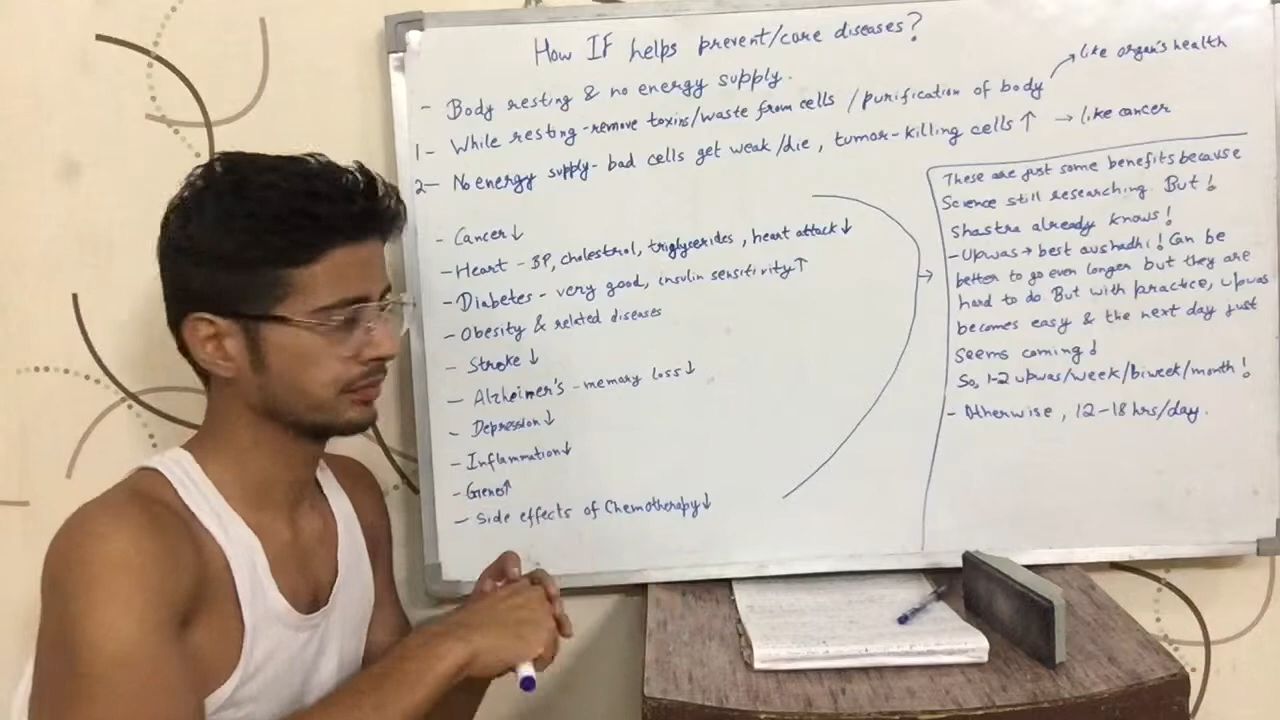 How IF helps prevent/cure diseases?
- Body resting & no energy supply.
1- While resting - remove toxins/waste from cells / purification of body → like organ's health
2- No energy supply - bad cells get weak/die, tumor-killing cells ↑ → like cancer
- Cancer ↓
- Heart - BP, cholestrol, triglycerides, heart attack ↓
- Diabetes - very good, insulin sensitivity ↑
- Obesity & related diseases
- Stroke ↓
- Alzheimer's - memory loss ↓
- Depression ↓
- Inflammation ↓
- Genes ↑
- Side effects of Chemotherapy ↓
These are just some benefits because
Science still researching. But!
Shastra already knows!
- Upwas → best aushadhi! Can be
better to go even longer but they are
hard to do. But with practice, upwas
becomes easy & the next day just
seems coming!
So, 1-2 upwas/week/biweek/month!
- Otherwise, 12-18 hrs/day.